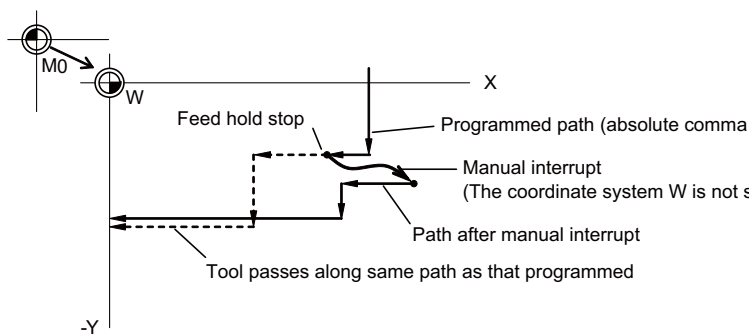 M0
W
X
Feed hold stop
Programmed path (absolute comma
Manual interrupt
(The coordinate system W is not s
Path after manual interrupt
Tool passes along same path as that programmed
-Y